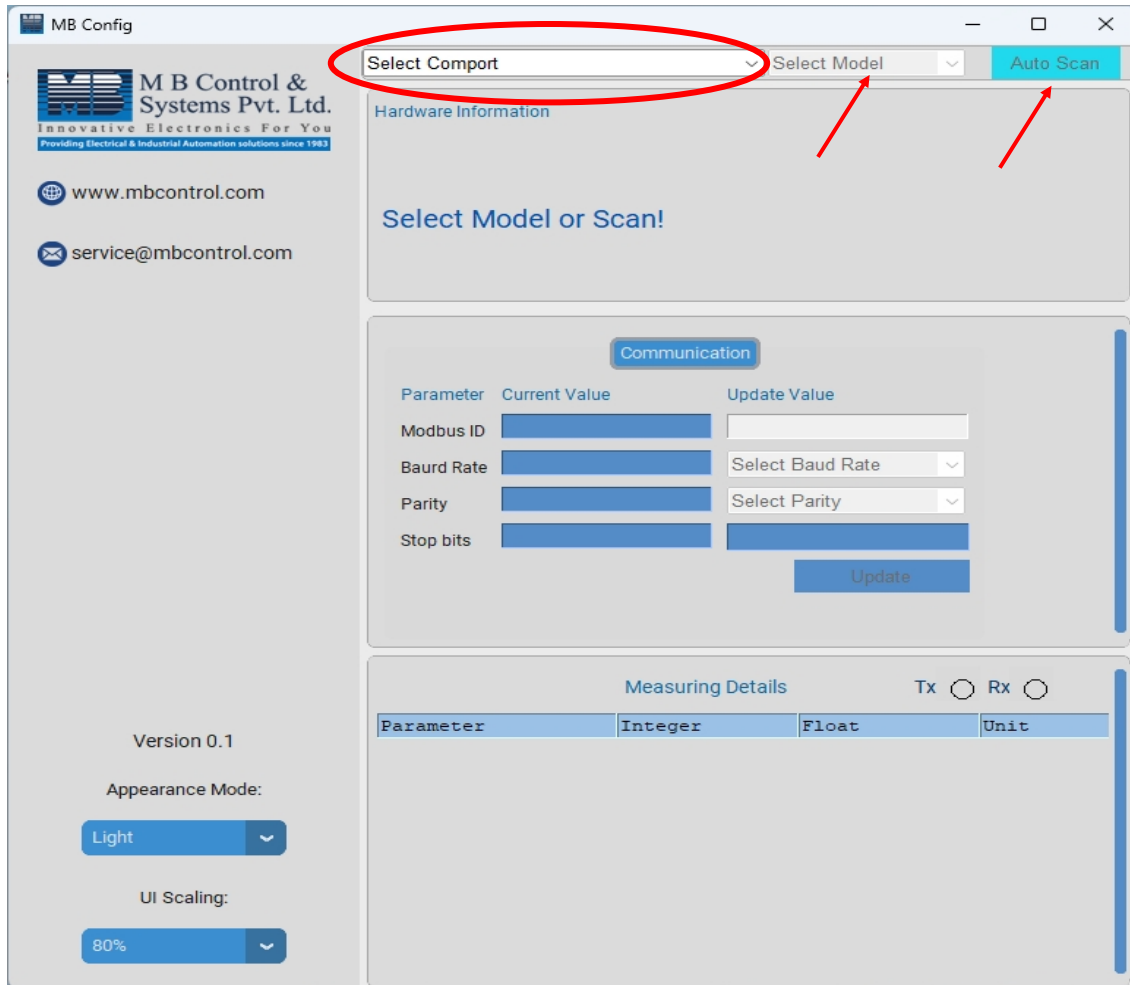 MB Config
Select Comport Select Model Auto Scan
M B Control &
Systems Pvt. Ltd.
Innovative Electronics For You
Providing Electrical & Industrial Automation solutions since 1983
www.mbcontrol.com
service@mbcontrol.com
Hardware Information
Select Model or Scan!
Communication
Parameter Current Value Update Value
Modbus ID
Baurd Rate Select Baud Rate
Parity Select Parity
Stop bits
Update
Measuring Details Tx Rx
Parameter Integer Float Unit
Version 0.1
Appearance Mode:
Light
UI Scaling:
80%